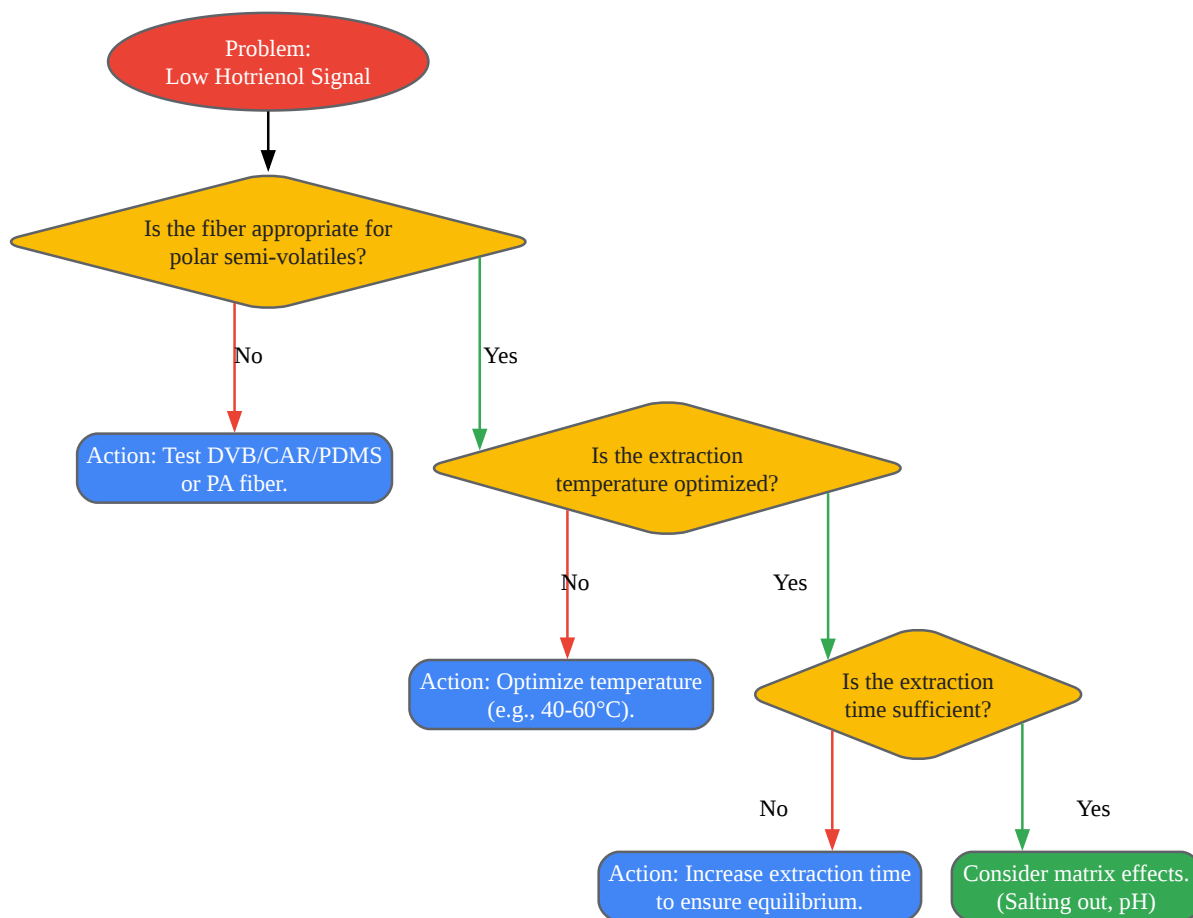 Problem:
Low Hotrienol Signal
Is the fiber appropriate for
polar semi-volatiles?
No
Yes
Action: Test DVB/CAR/PDMS
or PA fiber.
Is the extraction
temperature optimized?
No
Yes
Action: Optimize temperature
(e.g., 40-60°C).
Is the extraction
time sufficient?
No
Yes
Action: Increase extraction time
to ensure equilibrium.
Consider matrix effects.
(Salting out, pH)